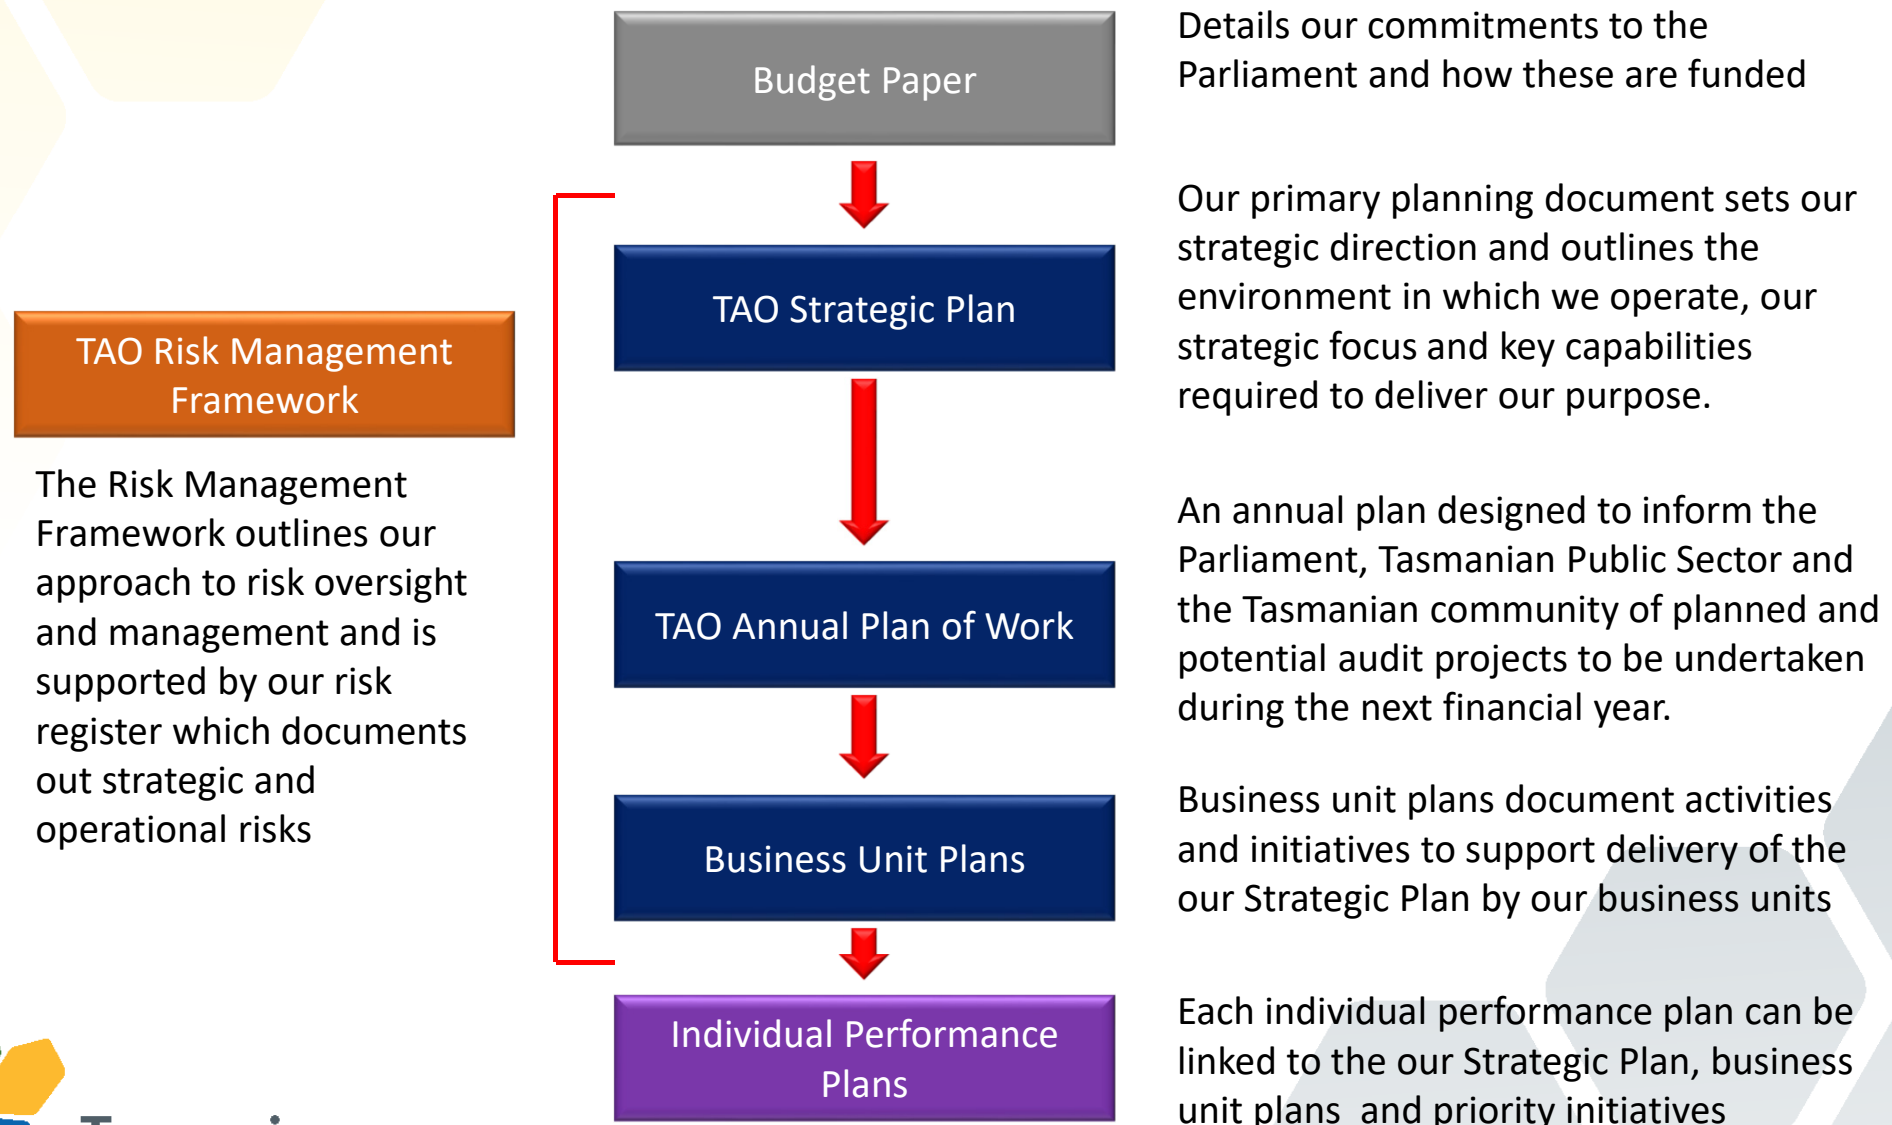 Budget Paper
Details our commitments to the
Parliament and how these are funded
TAO Strategic Plan
Our primary planning document sets our
strategic direction and outlines the
environment in which we operate, our
strategic focus and key capabilities
required to deliver our purpose.
TAO Risk Management
Framework
The Risk Management
Framework outlines our
approach to risk oversight
and management and is
supported by our risk
register which documents
out strategic and
operational risks
TAO Annual Plan of Work
An annual plan designed to inform the
Parliament, Tasmanian Public Sector and
the Tasmanian community of planned and
potential audit projects to be undertaken
during the next financial year.
Business Unit Plans
Business unit plans document activities
and initiatives to support delivery of the
our Strategic Plan by our business units
Individual Performance
Plans
Each individual performance plan can be
linked to the our Strategic Plan, business
unit plans  and priority initiatives